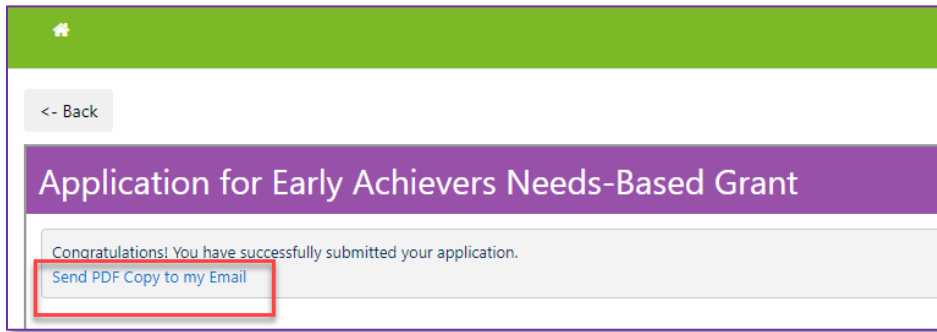 <- Back
Application for Early Achievers Needs-Based Grant
Congratulations! You have successfully submitted your application.
Send PDF Copy to my Email